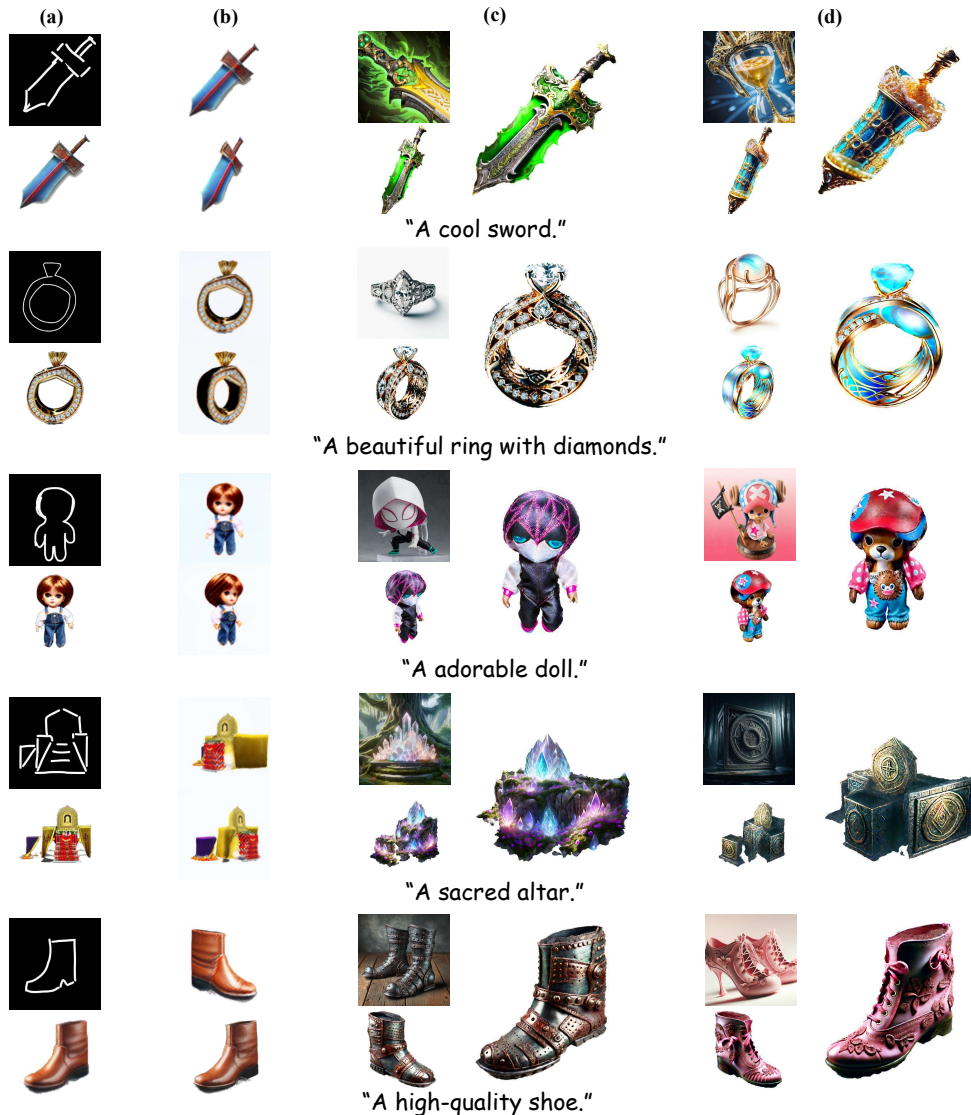 (a) (b) (c) (d)
“A cool sword.”
“A beautiful ring with diamonds.”
“A adorable doll.”
“A sacred altar.”
“A high-quality shoe.”